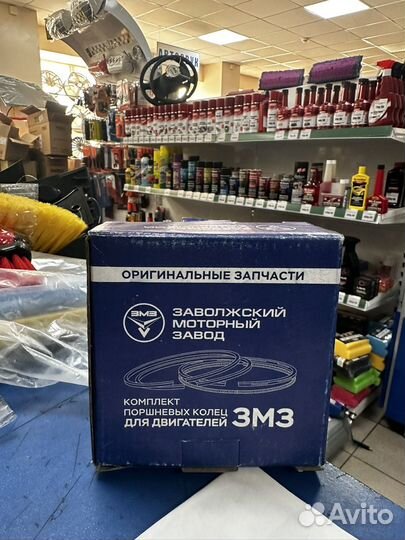 ОРИГИНАЛЬНЫЕ ЗАПЧАСТИ
ЗМЗ
ЗАВОЛЖСКИЙ
МОТОРНЫЙ
ЗАВОД
КОМПЛЕКТ
ПОРШНЕВЫХ КОЛЕЦ
ДЛЯ ДВИГАТЕЛЕЙ ЗМЗ
Avito